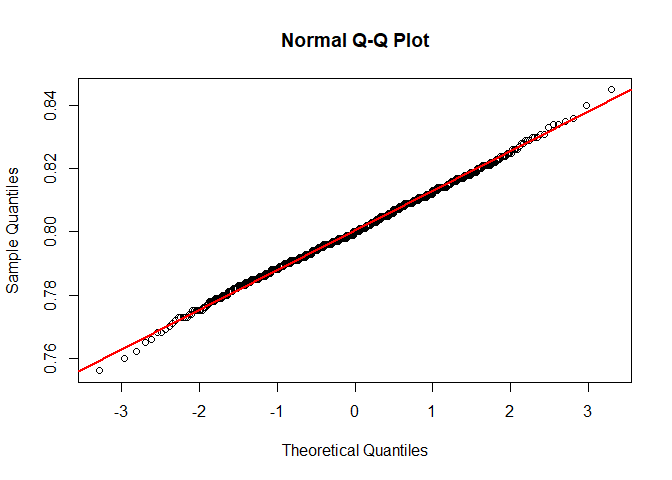 Normal Q-Q Plot
Sample Quantiles
0.84
0.82
0.80
0.78
0.76
-3 -2 -1 0 1 2 3
Theoretical Quantiles